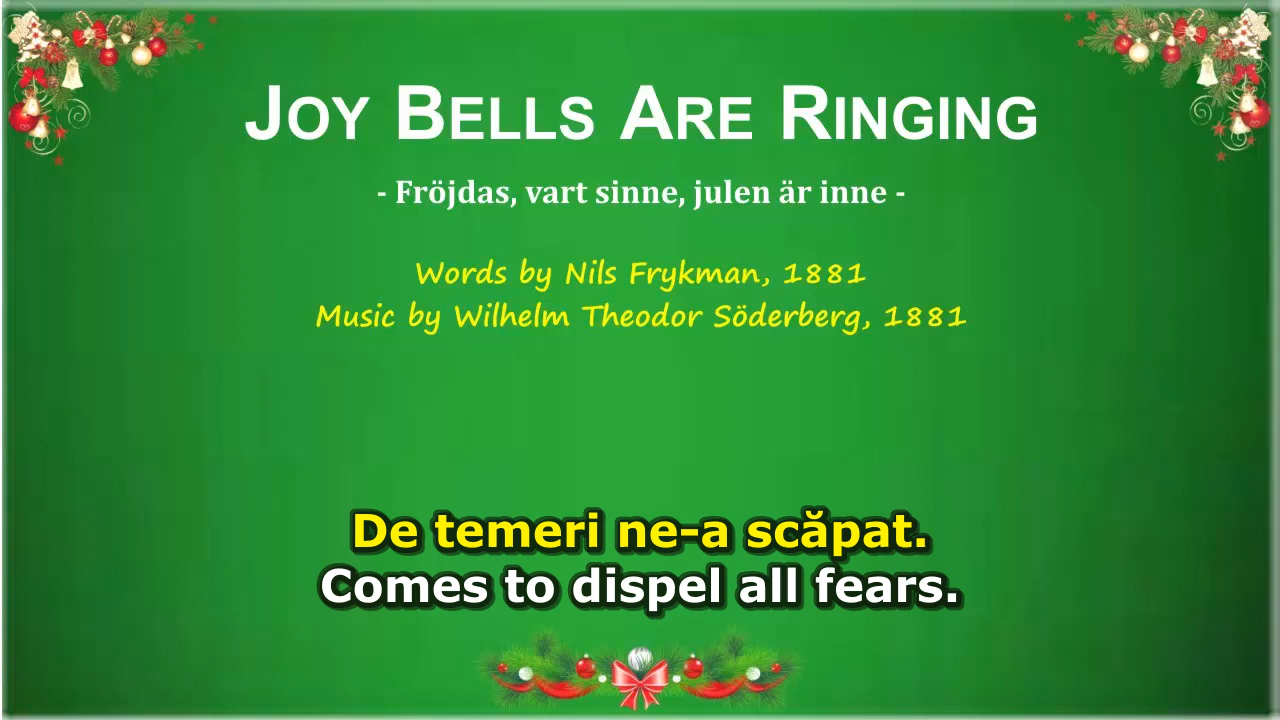 Joy Bells Are Ringing
- Fröjdas, vart sinne, julen är inne -
Words by Nils Frykman, 1881
Music by Wilhelm Theodor Söderberg, 1881
De temeri ne-a scăpat.
Comes to dispel all fears.